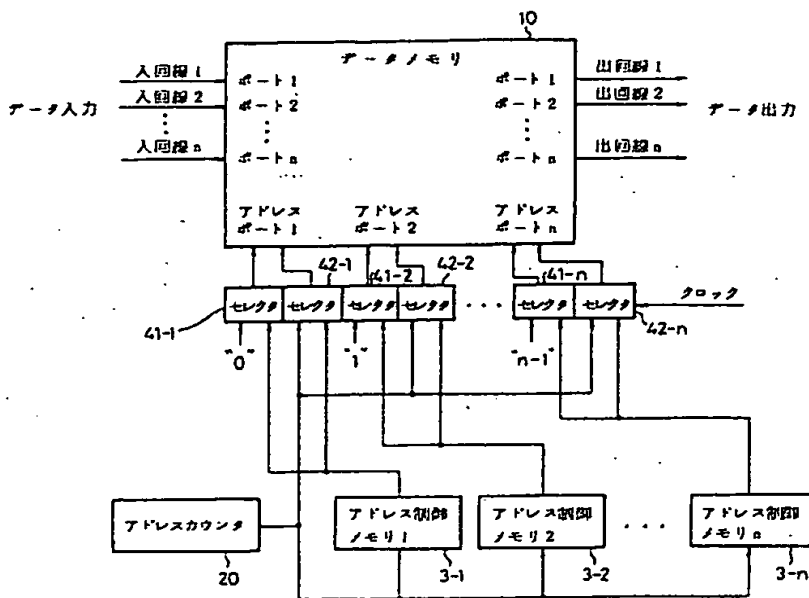 10
データメモリ
入回線1
ポート1
ポート1
出回線1
入回線2
ポート2
ポート2
出回線2
データ入力
データ出力
入回線n
ポートn
ポートn
出回線n
アドレス
ポート1
アドレス
ポート2
アドレス
ポートn
42-1
41-2
42-2
41-n
セレクタ
セレクタ
セレクタ
セレクタ
セレクタ
セレクタ
クロック
41-1
42-n
"0"
"1"
"n-1"
アドレスカウンタ
アドレス制御
メモリ1
アドレス制御
メモリ2
アドレス制御
メモリn
20
3-1
3-2
3-n